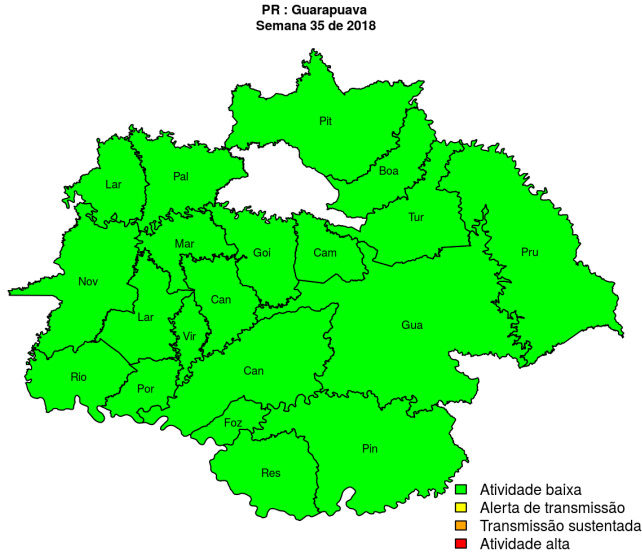 PR : Guarapuava
Semana 35 de 2018
Pit
Boa
Lar
Pal
Tur
Mar
Goi
Cam
Pru
Nov
Can
Lar
Vir
Gua
Rio
Por
Can
Foz
Pin
Res
Atividade baixa
Alerta de transmissão
Transmissão sustentada
Atividade alta